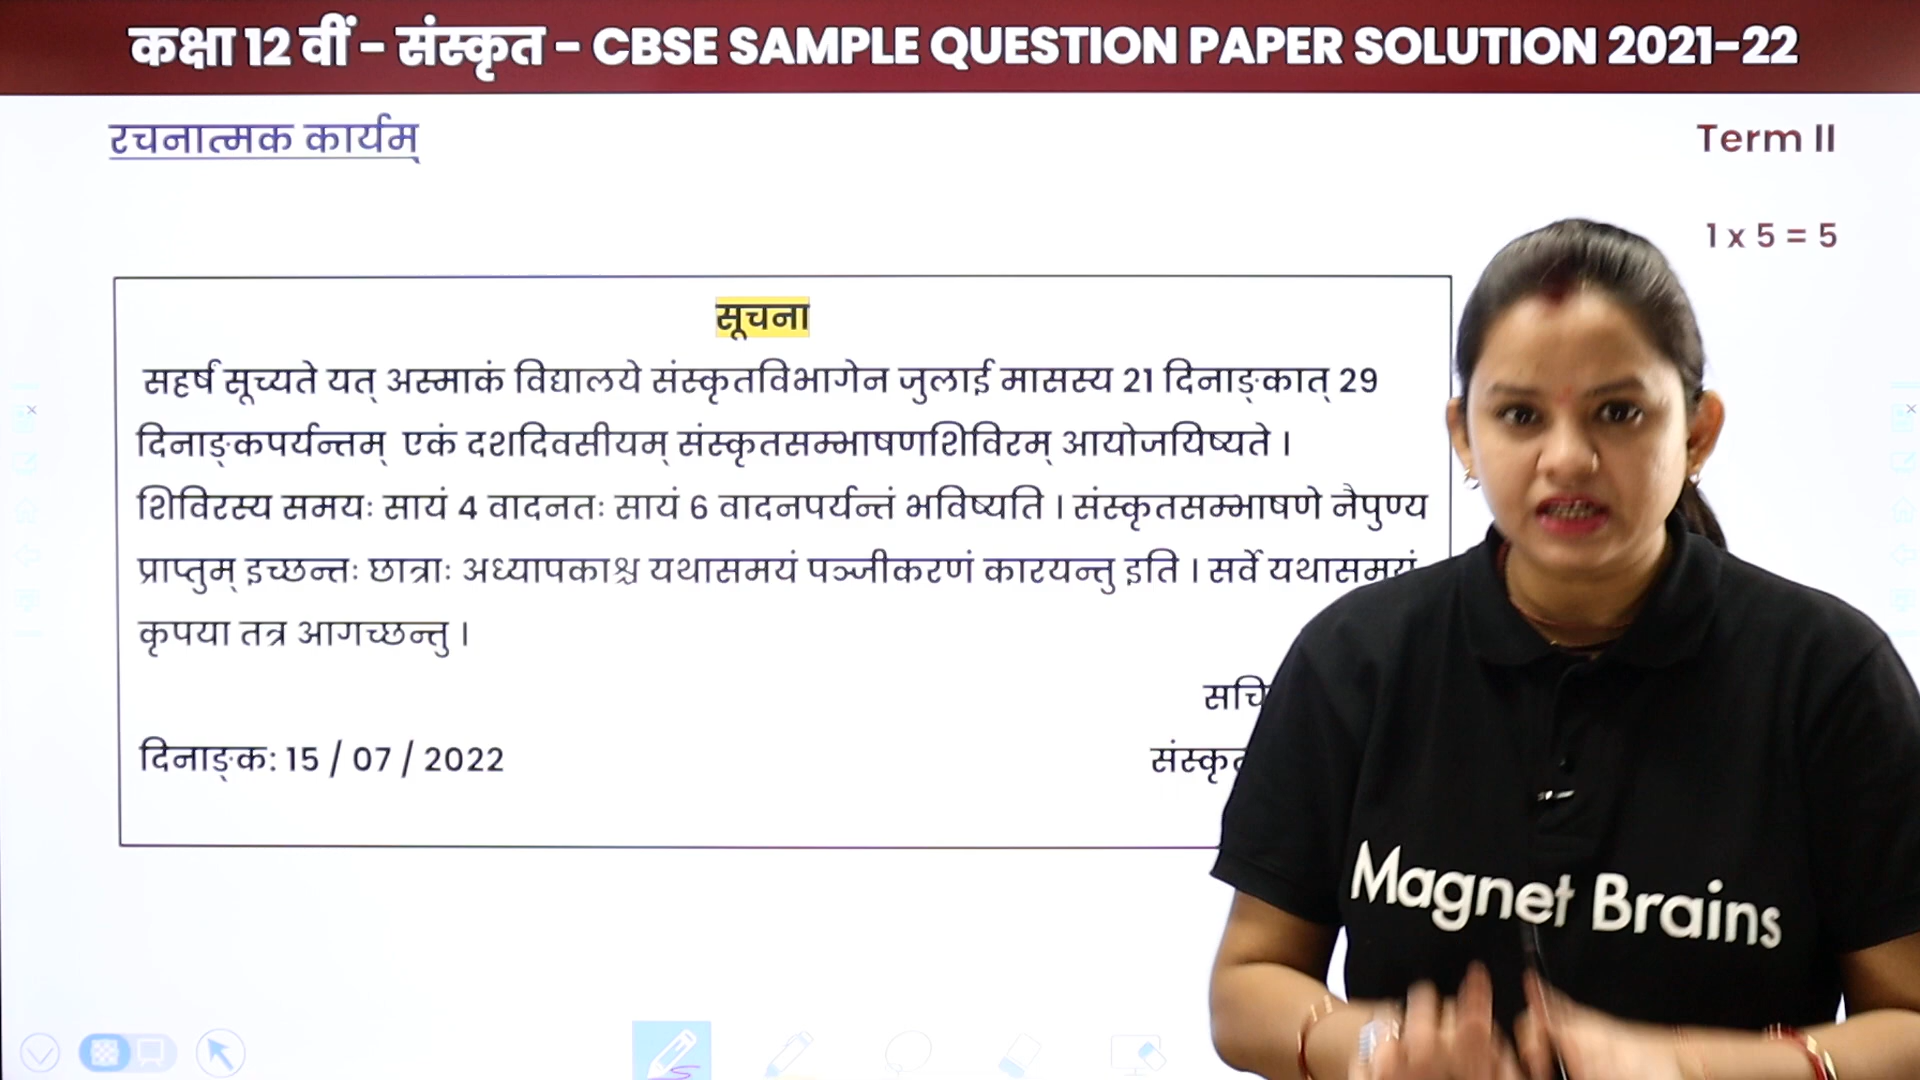 कक्षा 12 वीं - संस्कृत - CBSE SAMPLE QUESTION PAPER SOLUTION 2021-22
रचनात्मक कार्यम्
Term II
1 x 5 = 5
सूचना
सहर्ष सूच्यते यत् अस्माकं विद्यालये संस्कृतविभागेन जुलाई मासस्य 21 दिनाङ्कात् 29
दिनाङ्कपर्यन्तम् एकं दशदिवसीयम् संस्कृतसम्भाषणशिविरम् आयोजयिष्यते ।
शिविरस्य समयः सायं 4 वादनतः सायं 6 वादनपर्यन्तं भविष्यति । संस्कृतसम्भाषणे नैपुण्य
प्राप्तुम् इच्छन्तः छात्राः अध्यापकाश्च यथासमयं पञ्जीकरणं कारयन्तु इति । सर्वे यथासमयं
कृपया तत्र आगच्छन्तु ।
दिनाङ्क: 15 / 07 / 2022
Magnet Brains